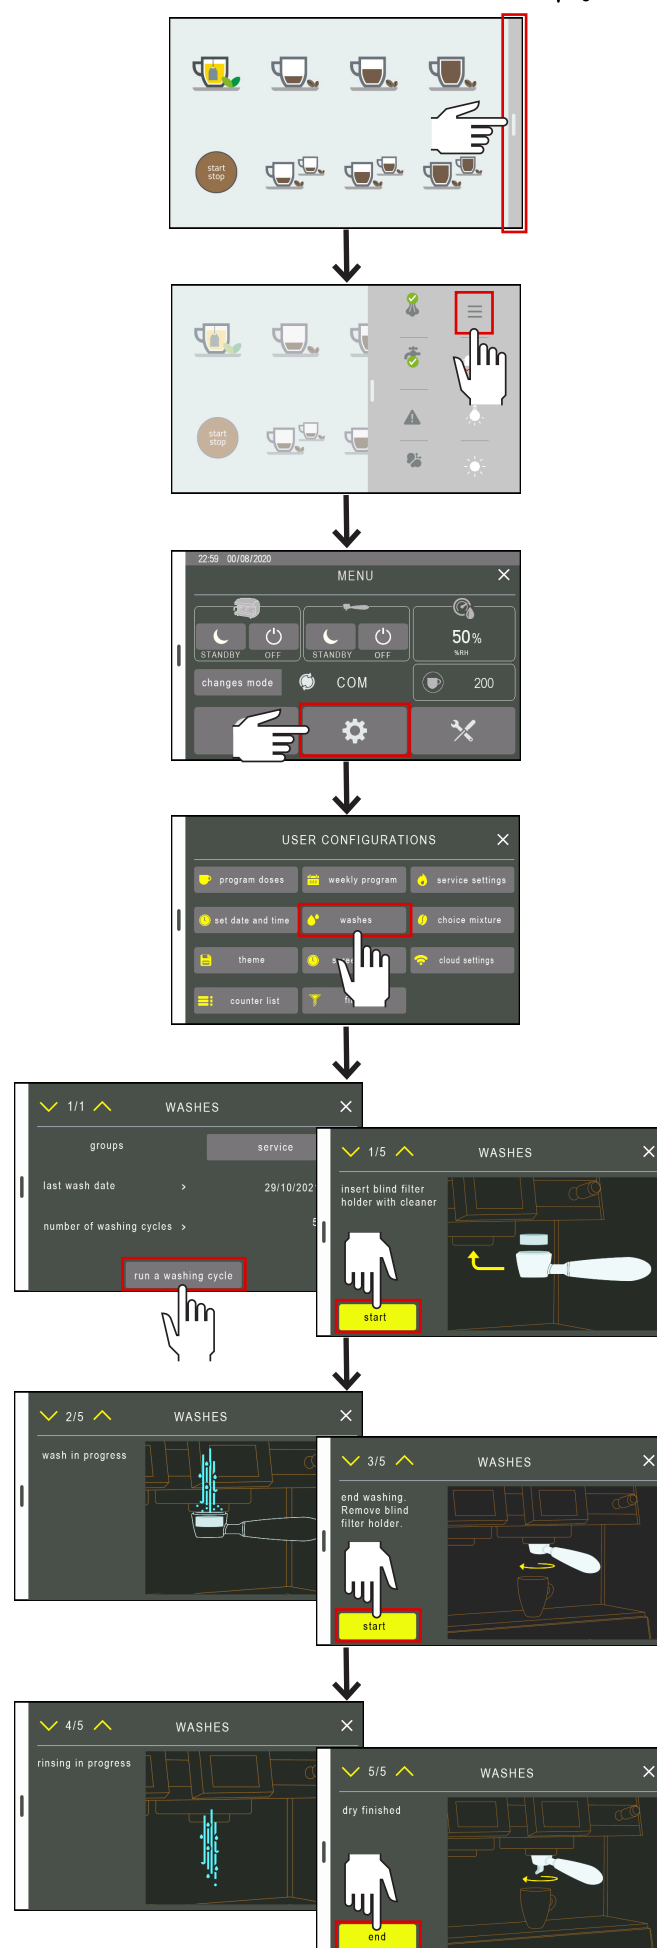 start
stop
start
stop
22:59 00/08/2020
MENU
STANDBY OFF STANDBY OFF
50%
%RH
changes mode COM 200
USER CONFIGURATIONS
program doses weekly program service settings
set date and time washes choice mixture
theme cloud settings
counter list
1/1 WASHES
groups service
last wash date > 29/10/202
number of washing cycles > 5
run a washing cycle
1/5 WASHES
insert blind filter
holder with cleaner
start
2/5 WASHES
wash in progress
3/5 WASHES
end washing.
Remove blind
filter holder.
start
4/5 WASHES
rinsing in progress
5/5 WASHES
dry finished
end